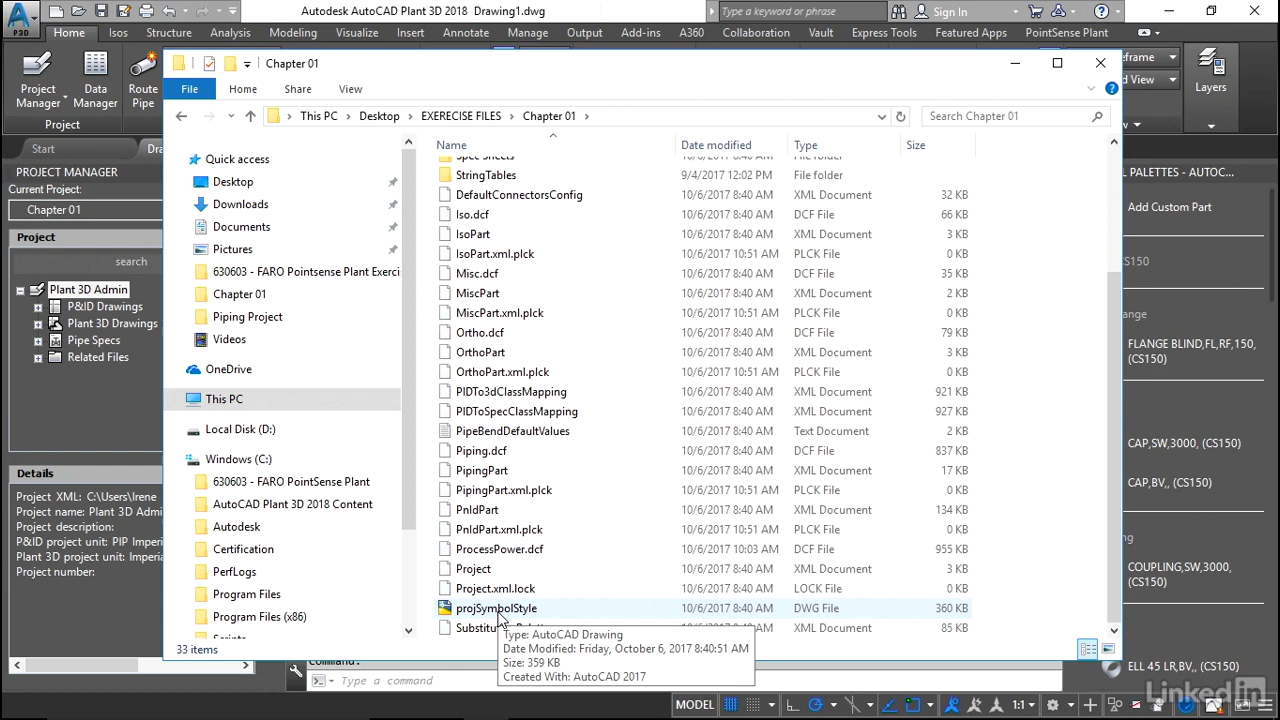 Autodesk AutoCAD Plant 3D 2018 Drawing1.dwg
Type a keyword or phrase
Sign In
P3D
Home Isos Structure Analysis Modeling Visualize Insert Annotate Manage Output Add-ins A360 Collaboration Vault Express Tools Featured Apps PointSense Plant
Project Manager
Data Manager
Route Pipe
Project
Layers
Start
PROJECT MANAGER
Current Project:
Chapter 01
Project
search
Plant 3D Admin
P&ID Drawings
Plant 3D Drawings
Pipe Specs
Related Files
Details
Project XML: C:\Users\Irene
Project name: Plant 3D Admi
Project description:
P&ID project unit: PIP Imperia
Plant 3D project unit: Imperia
Project number:
Chapter 01
File Home Share View
This PC Desktop EXERCISE FILES Chapter 01
Search Chapter 01
Quick access
Desktop
Downloads
Documents
Pictures
630603 - FARO Pointsense Plant Exerci
Chapter 01
Piping Project
Videos
OneDrive
This PC
Local Disk (D:)
Windows (C:)
630603 - FARO PointSense Plant
AutoCAD Plant 3D 2018 Content
Autodesk
Certification
PerfLogs
Program Files
Program Files (x86)
Name Date modified Type Size
StringTables 9/4/2017 12:02 PM File folder
DefaultConnectorsConfig 10/6/2017 8:40 AM XML Document 32 KB
Iso.dcf 10/6/2017 8:40 AM DCF File 66 KB
IsoPart 10/6/2017 8:40 AM XML Document 3 KB
IsoPart.xml.plck 10/6/2017 10:51 AM PLCK File 0 KB
Misc.dcf 10/6/2017 8:40 AM DCF File 35 KB
MiscPart 10/6/2017 8:40 AM XML Document 2 KB
MiscPart.xml.plck 10/6/2017 10:51 AM PLCK File 0 KB
Ortho.dcf 10/6/2017 8:40 AM DCF File 79 KB
OrthoPart 10/6/2017 8:40 AM XML Document 3 KB
OrthoPart.xml.plck 10/6/2017 10:51 AM PLCK File 0 KB
PIDTo3dClassMapping 10/6/2017 8:40 AM XML Document 921 KB
PIDToSpecClassMapping 10/6/2017 8:40 AM XML Document 927 KB
PipeBendDefaultValues 10/6/2017 8:40 AM Text Document 2 KB
Piping.dcf 10/6/2017 8:40 AM DCF File 837 KB
PipingPart 10/6/2017 8:40 AM XML Document 17 KB
PipingPart.xml.plck 10/6/2017 10:51 AM PLCK File 0 KB
PnIdPart 10/6/2017 8:40 AM XML Document 134 KB
PnIdPart.xml.plck 10/6/2017 10:51 AM PLCK File 0 KB
ProcessPower.dcf 10/6/2017 10:03 AM DCF File 955 KB
Project 10/6/2017 8:40 AM XML Document 3 KB
Project.xml.lock 10/6/2017 8:40 AM LOCK File 0 KB
projSymbolStyle 10/6/2017 8:40 AM DWG File 360 KB
10/6/2017 8:40 AM XML Document 85 KB
Type: AutoCAD Drawing
Date Modified: Friday, October 6, 2017 8:40:51 AM
Size: 359 KB
Created With: AutoCAD 2017
33 items
PALETTES - AUTOC...
Add Custom Part
CS150
FLANGE BLIND,FL,RF,150,
(CS150)
CAP,SW,3000, (CS150)
CAP,BV,, (CS150)
COUPLING,SW,3000,
(CS150)
ELL 45 LR,BV,, (CS150)
Command:
Type a command
MODEL
1:1
LinkedIn